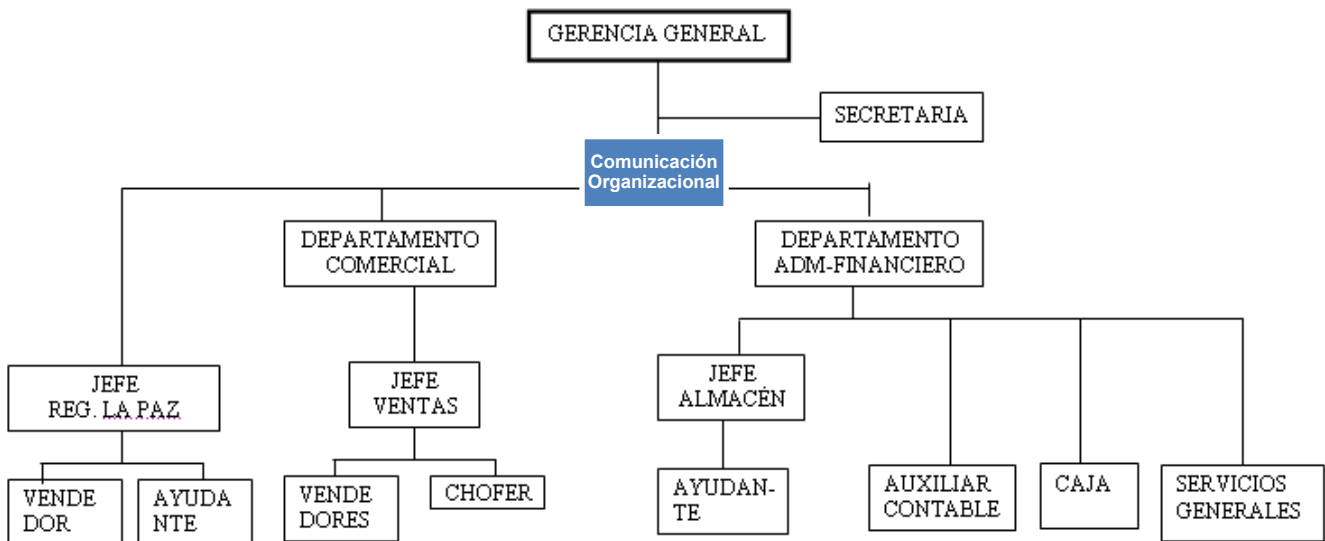 GERENCIA GENERAL
SECRETARIA
Comunicación
Organizacional
DEPARTAMENTO
COMERCIAL
DEPARTAMENTO
ADM-FINANCIERO
JEFE
REG. LA PAZ
JEFE
VENTAS
JEFE
ALMACÉN
VENDE
DOR
AYUDA
NTE
VENDE
DORES
CHOFER
AYUDAN-
TE
AUXILIAR
CONTABLE
CAJA
SERVICIOS
GENERALES